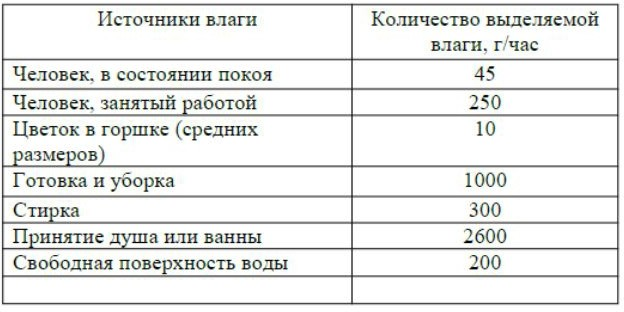 Источники влаги Количество выделяемой
влаги, г/час
Человек, в состоянии покоя 45
Человек, занятый работой 250
Цветок в горшке (средних 10
размеров)
Готовка и уборка 1000
Стирка 300
Принятие душа или ванны 2600
Свободная поверхность воды 200